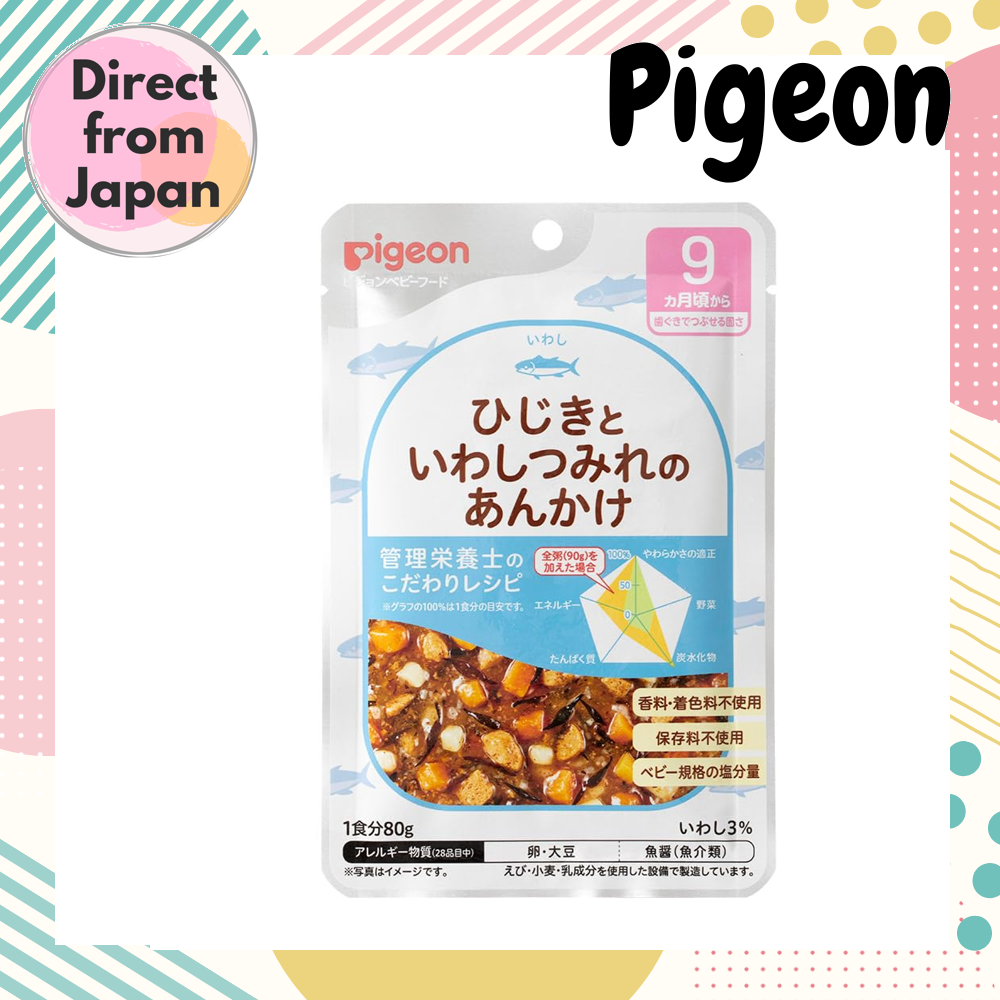 Direct
from
Japan
Pigeon
pigeon
ピジョンベビーフード
9
カ月頃から
歯ぐきでつぶせる固さ
いわし
ひじきと
いわしつみれの
あんかけ
管理栄養士の
こだわりレシピ
※グラフの100%は1食分の目安です。
全粥(90g)を
加えた場合
100%
50
0
やわらかさの適正
野菜
炭水化物
たんぱく質
エネルギー
香料・着色料不使用
保存料不使用
ベビー規格の塩分量
1食分80g
いわし3%
アレルギー物質(28品目中) 卵・大豆 魚醤(魚介類)
※写真はイメージです。 えび・小麦・乳成分を使用した設備で製造しています。